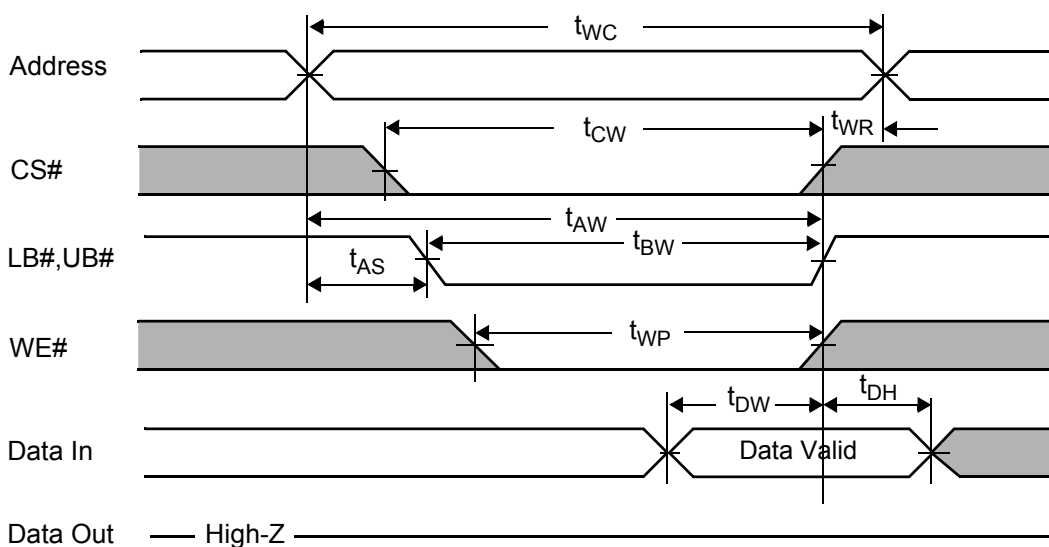 tWC
Address
tCW
tWR
CS#
tAW
LB#,UB#
tBW
tAS
WE#
tWP
tDW
tDH
Data In
Data Valid
Data Out
High-Z